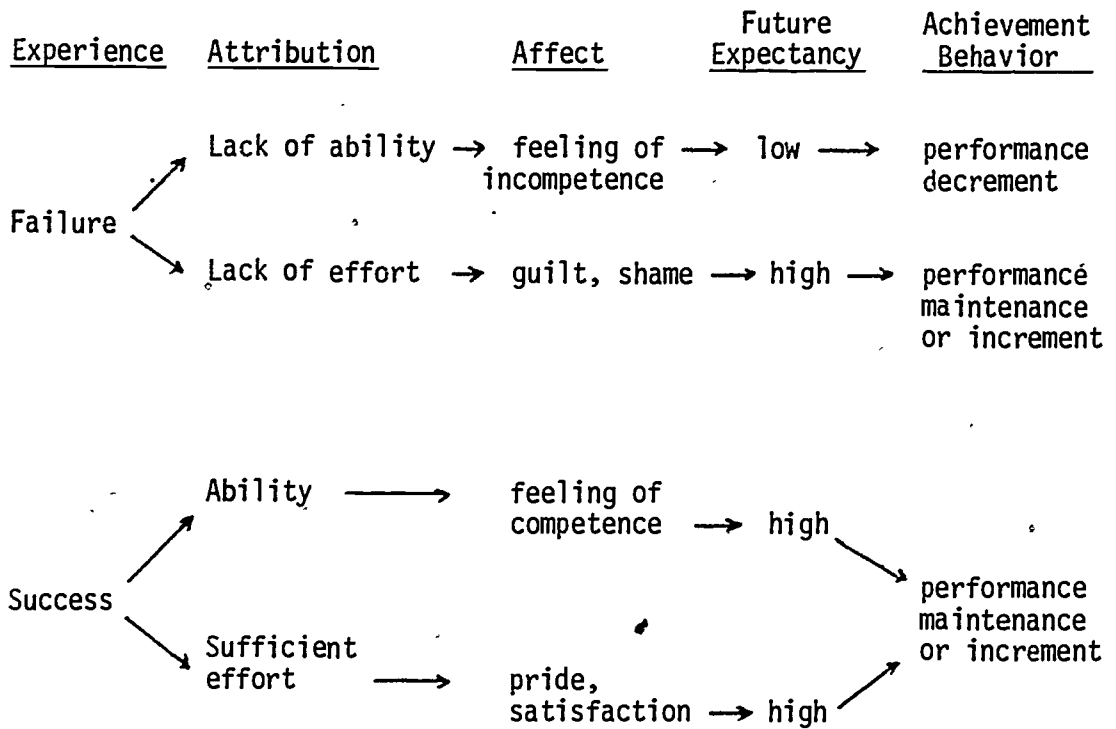 Experience Attribution Affect Future Expectancy Achievement Behavior
Lack of ability → feeling of incompetence → low → performance decrement
Failure
Lack of effort → guilt, shame → high → performance maintenance or increment
Ability → feeling of competence → high
Success
performance maintenance or increment
Sufficient effort → pride, satisfaction → high